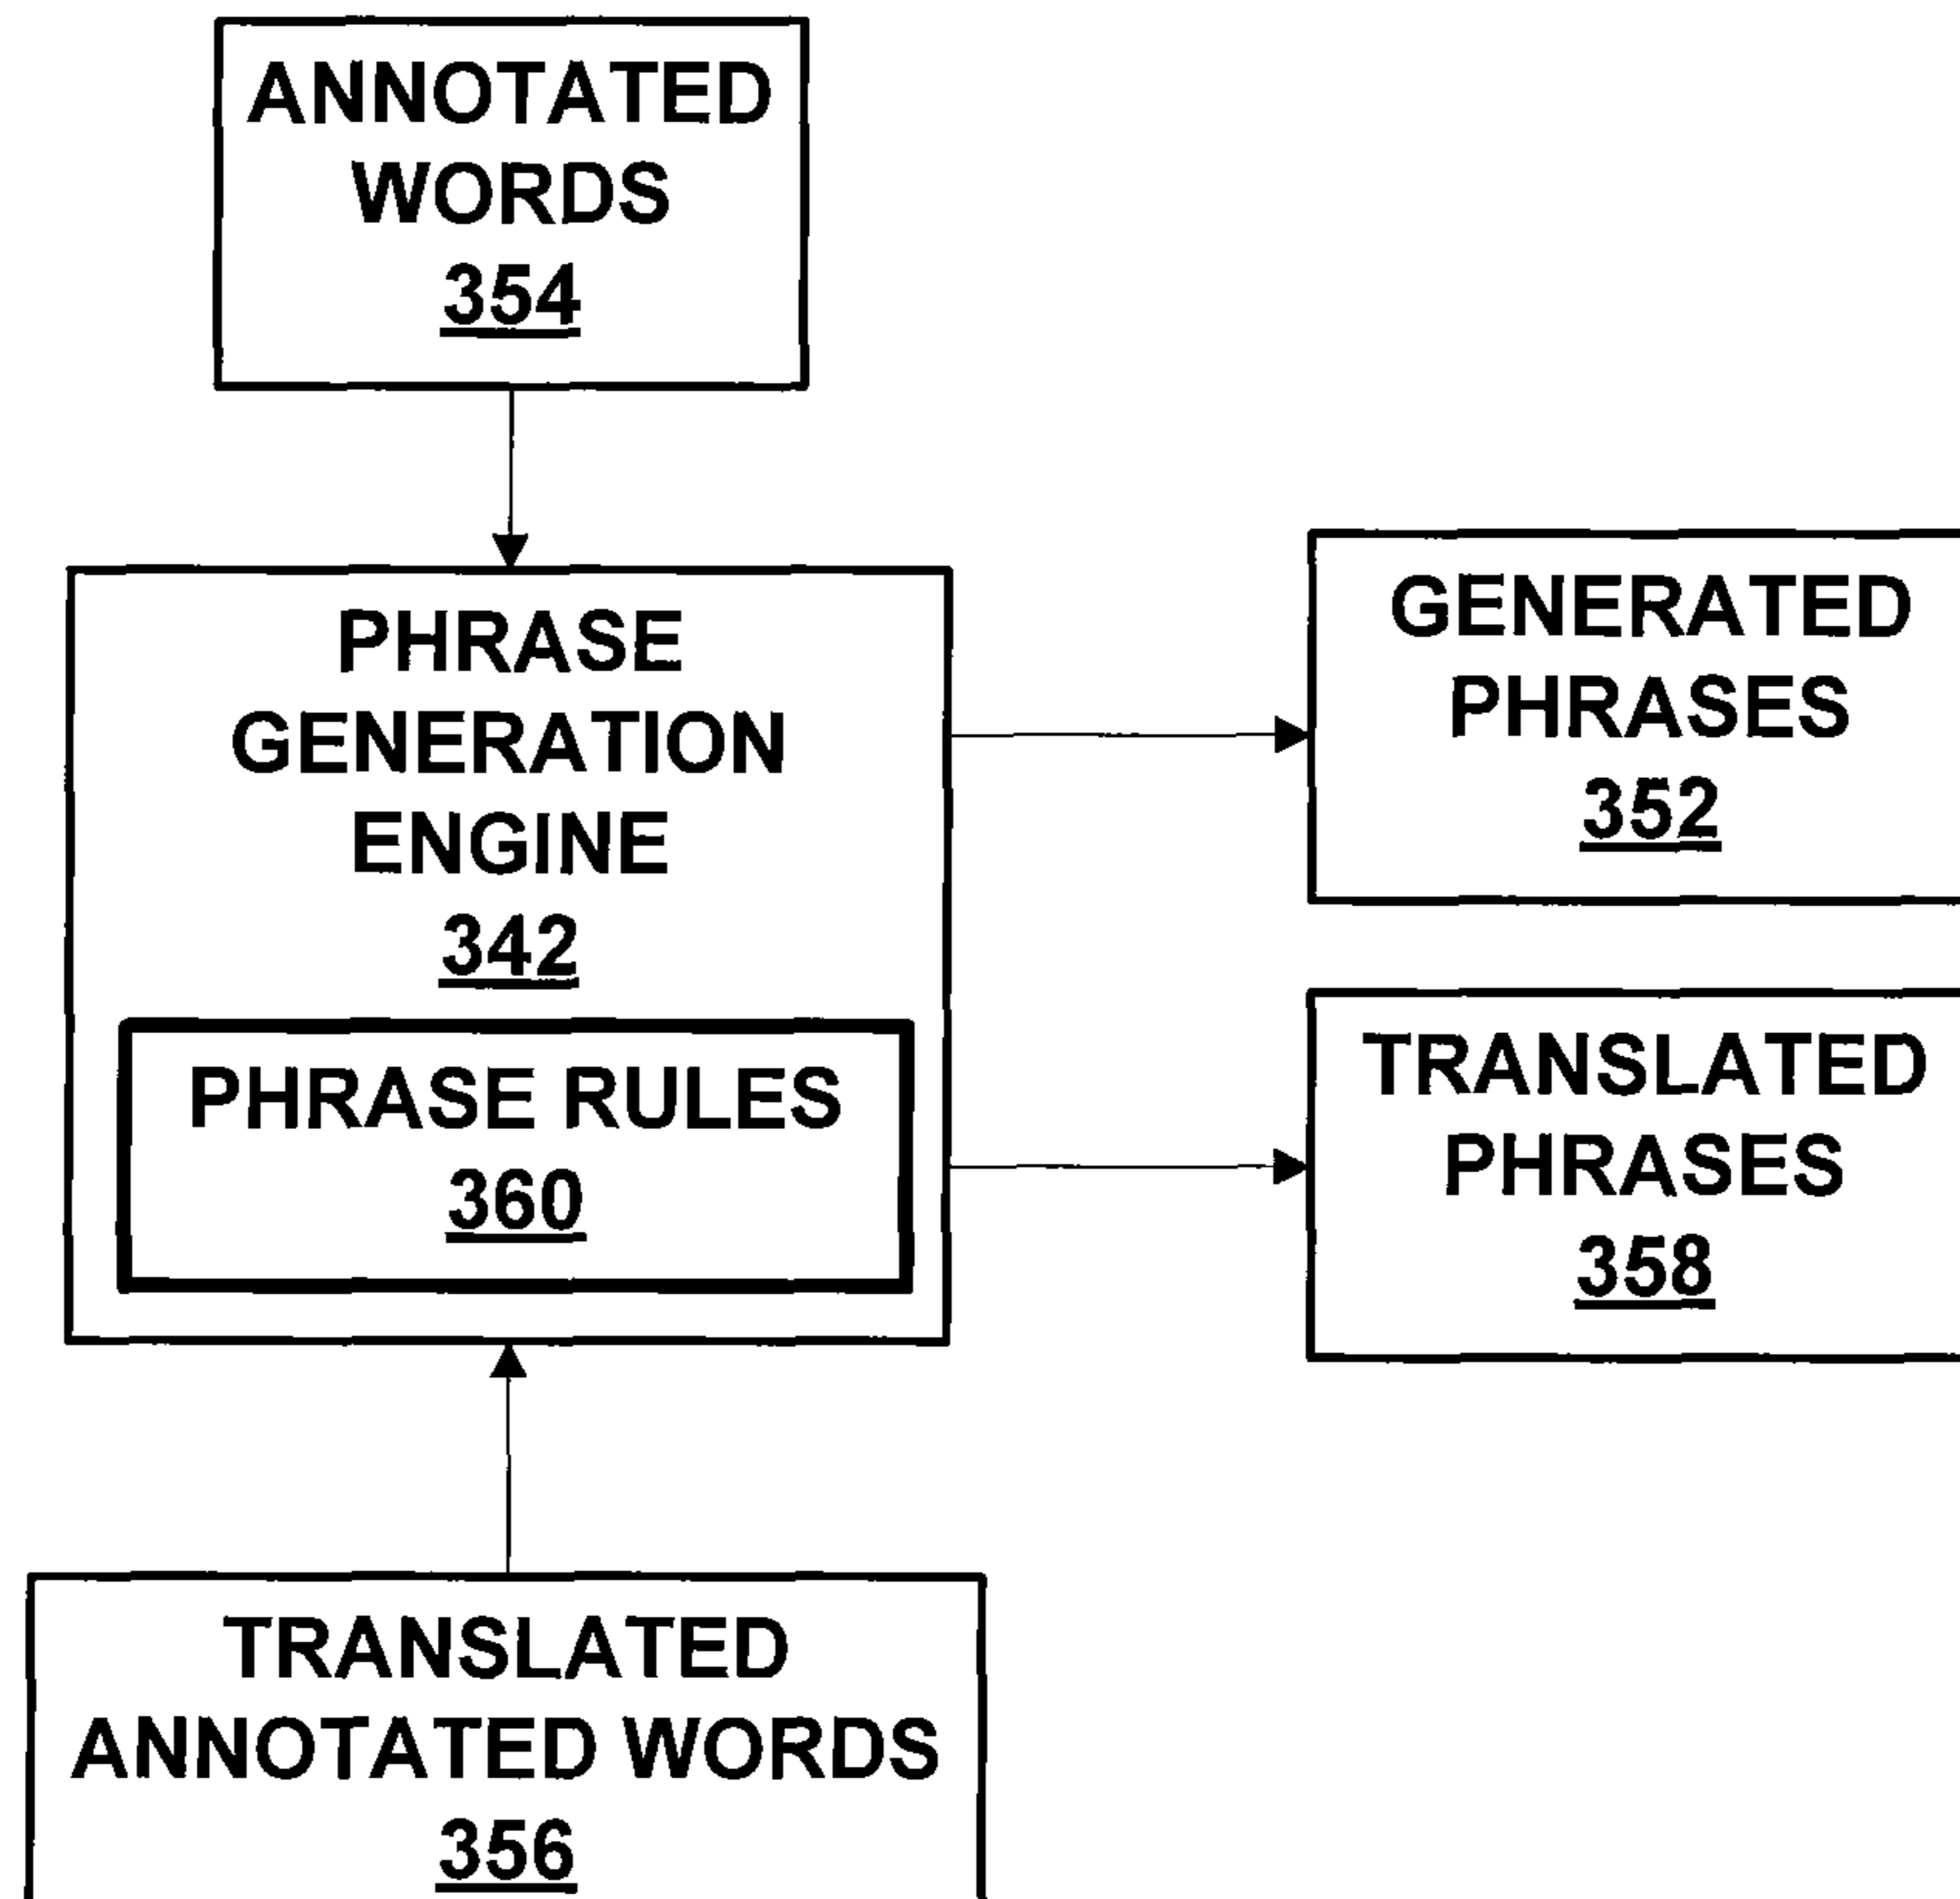 ANNOTATED
WORDS
354
PHRASE
GENERATION
ENGINE
342
PHRASE RULES
360
GENERATED
PHRASES
352
TRANSLATED
PHRASES
358
TRANSLATED
ANNOTATED WORDS
356